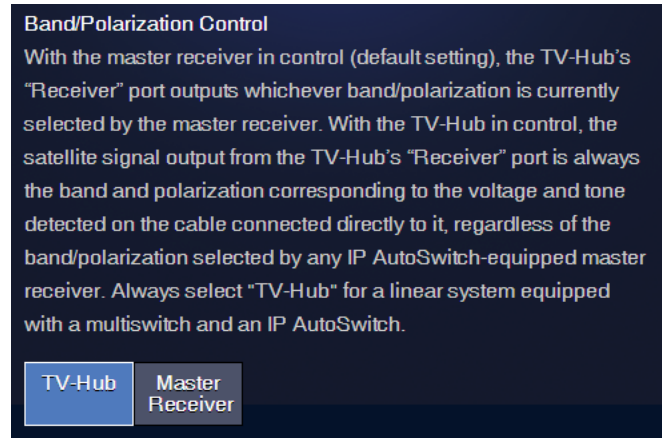 Band/Polarization Control
With the master receiver in control (default setting), the TV-Hub's
“Receiver” port outputs whichever band/polarization is currently
selected by the master receiver. With the TV-Hub in control, the
satellite signal output from the TV-Hub's “Receiver” port is always
the band and polarization corresponding to the voltage and tone
detected on the cable connected directly to it, regardless of the
band/polarization selected by any IP AutoSwitch-equipped master
receiver. Always select "TV-Hub" for a linear system equipped
with a multiswitch and an IP AutoSwitch.
TV-Hub
Master
Receiver